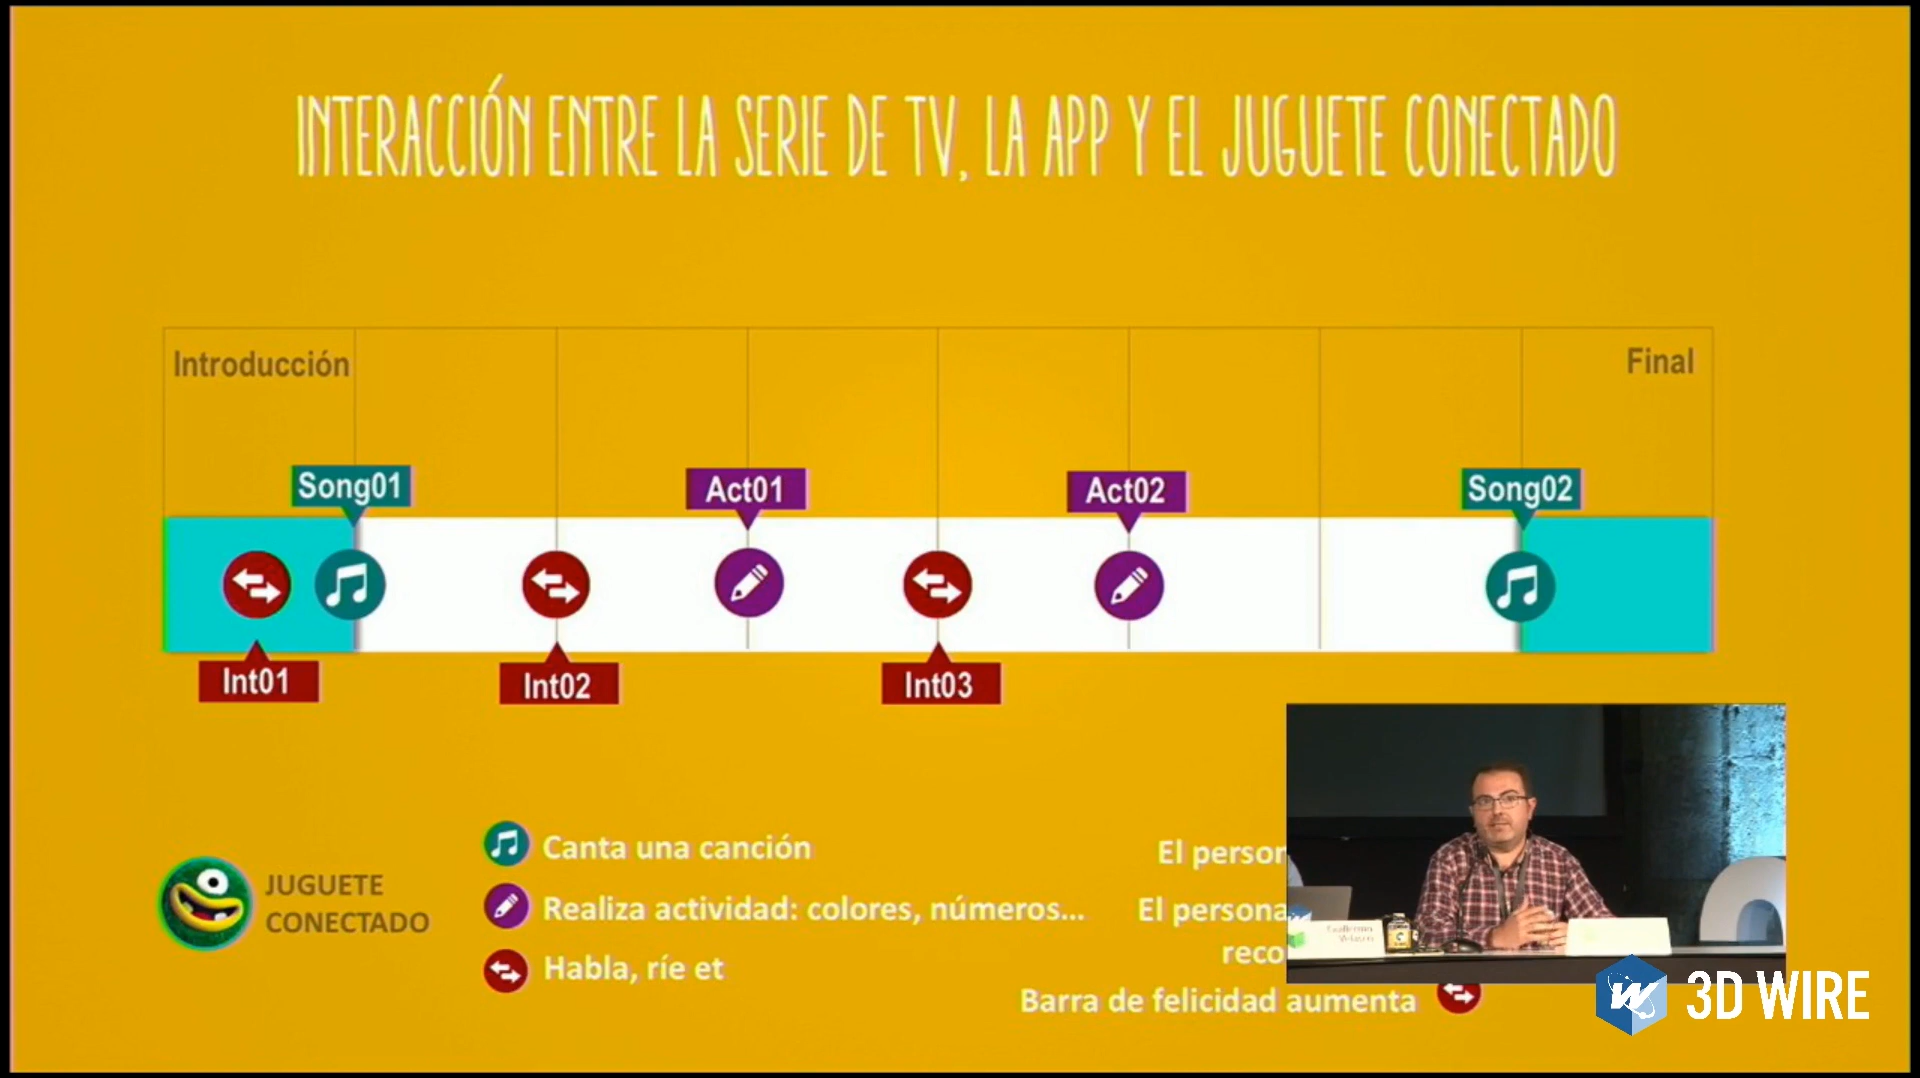 INTERACCIÓN ENTRE LA SERIE DE TV, LA APP Y EL JUGUETE CONECTADO
Introducción
Final
Song01
Act01
Act02
Song02
Int01
Int02
Int03
JUGUETE
CONECTADO
Canta una canción
Realiza actividad: colores, números...
Habla, ríe et
El person
El persona
reco
Barra de felicidad aumenta
Guillermo
3D WIRE